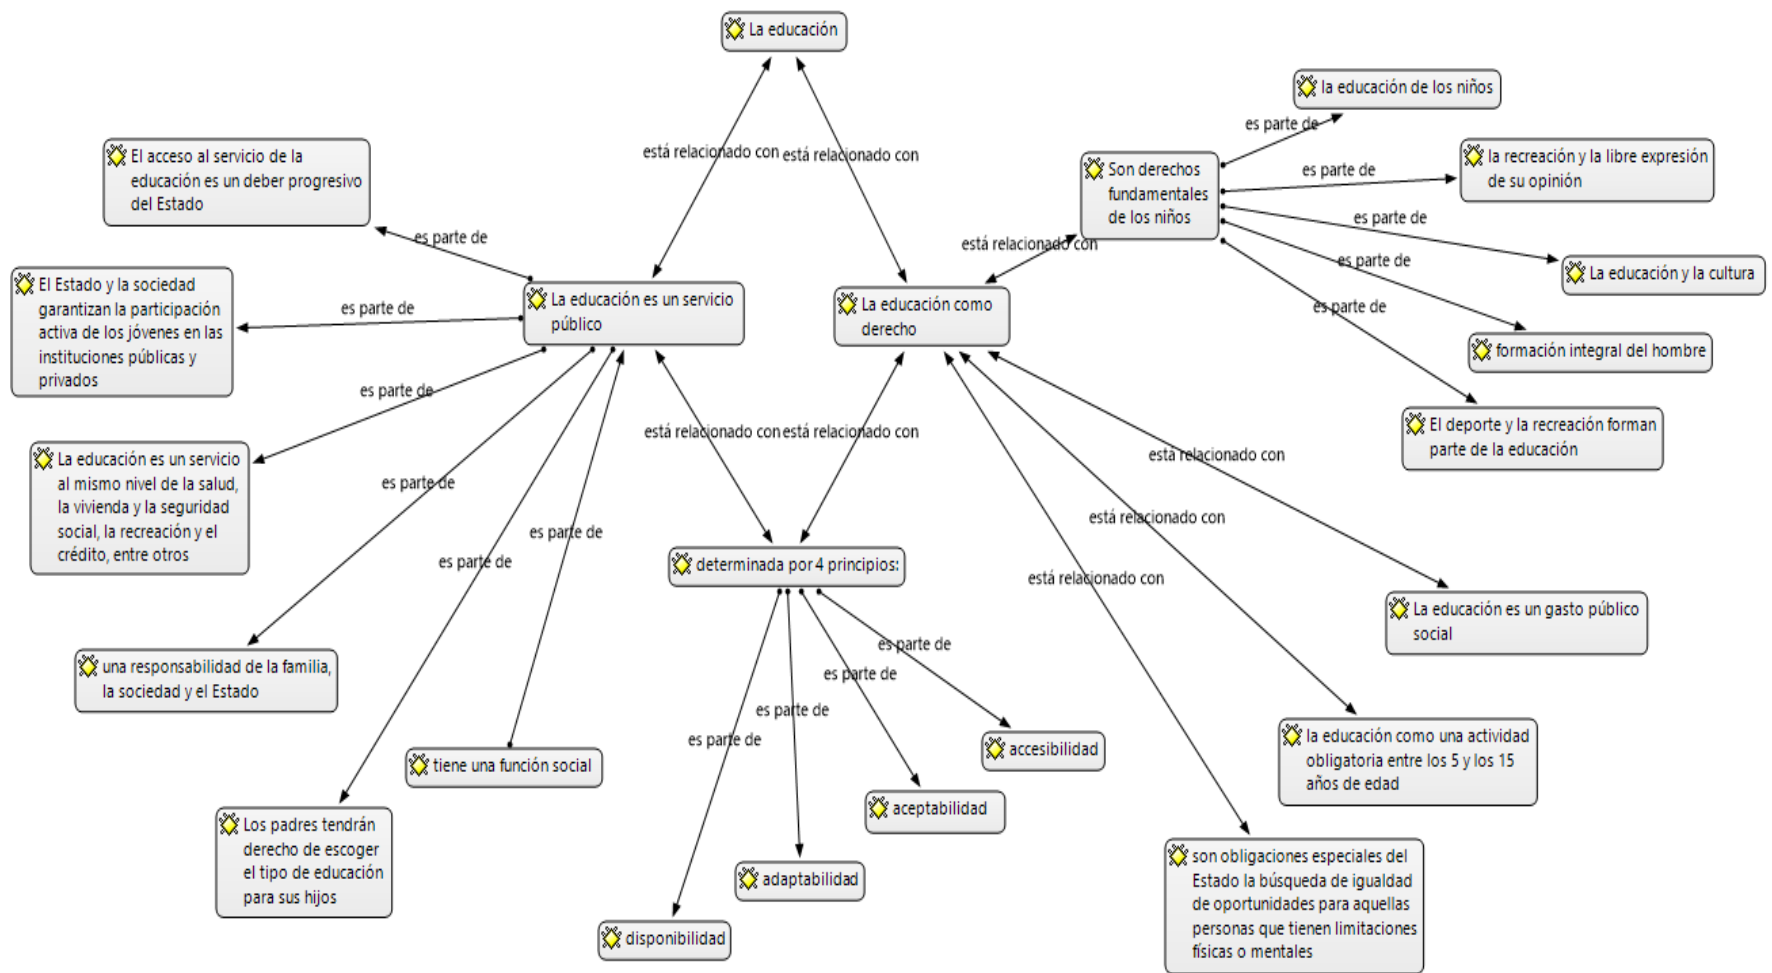 La educación
la educación de los niños
es parte de
El acceso al servicio de la
educación es un deber progresivo
del Estado
está relacionado con
está relacionado con
Son derechos
fundamentales
de los niños
es parte de
la recreación y la libre expresión
de su opinión
es parte de
es parte de
está relacionado con
es parte de
La educación y la cultura
El Estado y la sociedad
garantizan la participación
activa de los jóvenes en las
instituciones públicas y
privados
es parte de
La educación es un servicio
público
La educación como
derecho
es parte de
formación integral del hombre
es parte de
El deporte y la recreación forman
parte de la educación
está relacionado con
está relacionado con
está relacionado con
La educación es un servicio
al mismo nivel de la salud,
la vivienda y la seguridad
social, la recreación y el
crédito, entre otros
es parte de
es parte de
es parte de
está relacionado con
determinada por 4 principios:
está relacionado con
La educación es un gasto público
social
una responsabilidad de la familia,
la sociedad y el Estado
es parte de
es parte de
es parte de
es parte de
tiene una función social
accesibilidad
la educación como una actividad
obligatoria entre los 5 y los 15
años de edad
Los padres tendrán
derecho de escoger
el tipo de educación
para sus hijos
aceptabilidad
adaptabilidad
disponibilidad
son obligaciones especiales del
Estado la búsqueda de igualdad
de oportunidades para aquellas
personas que tienen limitaciones
físicas o mentales